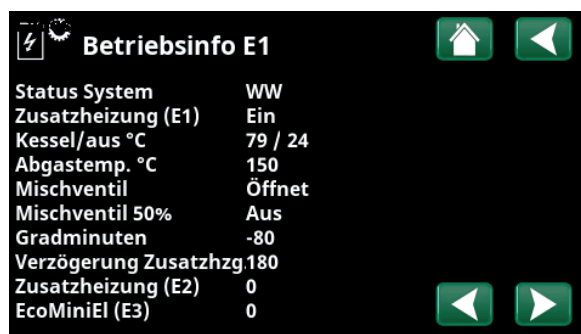 Betriebsinfo E1
Status System WW
Zusatzheizung (E1) Ein
Kessel/aus °C 79 / 24
Abgastemp. °C 150
Mischventil Öffnet
Mischventil 50% Aus
Gradminuten -80
Verzögerung Zusatzhzg.180
Zusatzheizung (E2) 0
EcoMiniEl (E3) 0